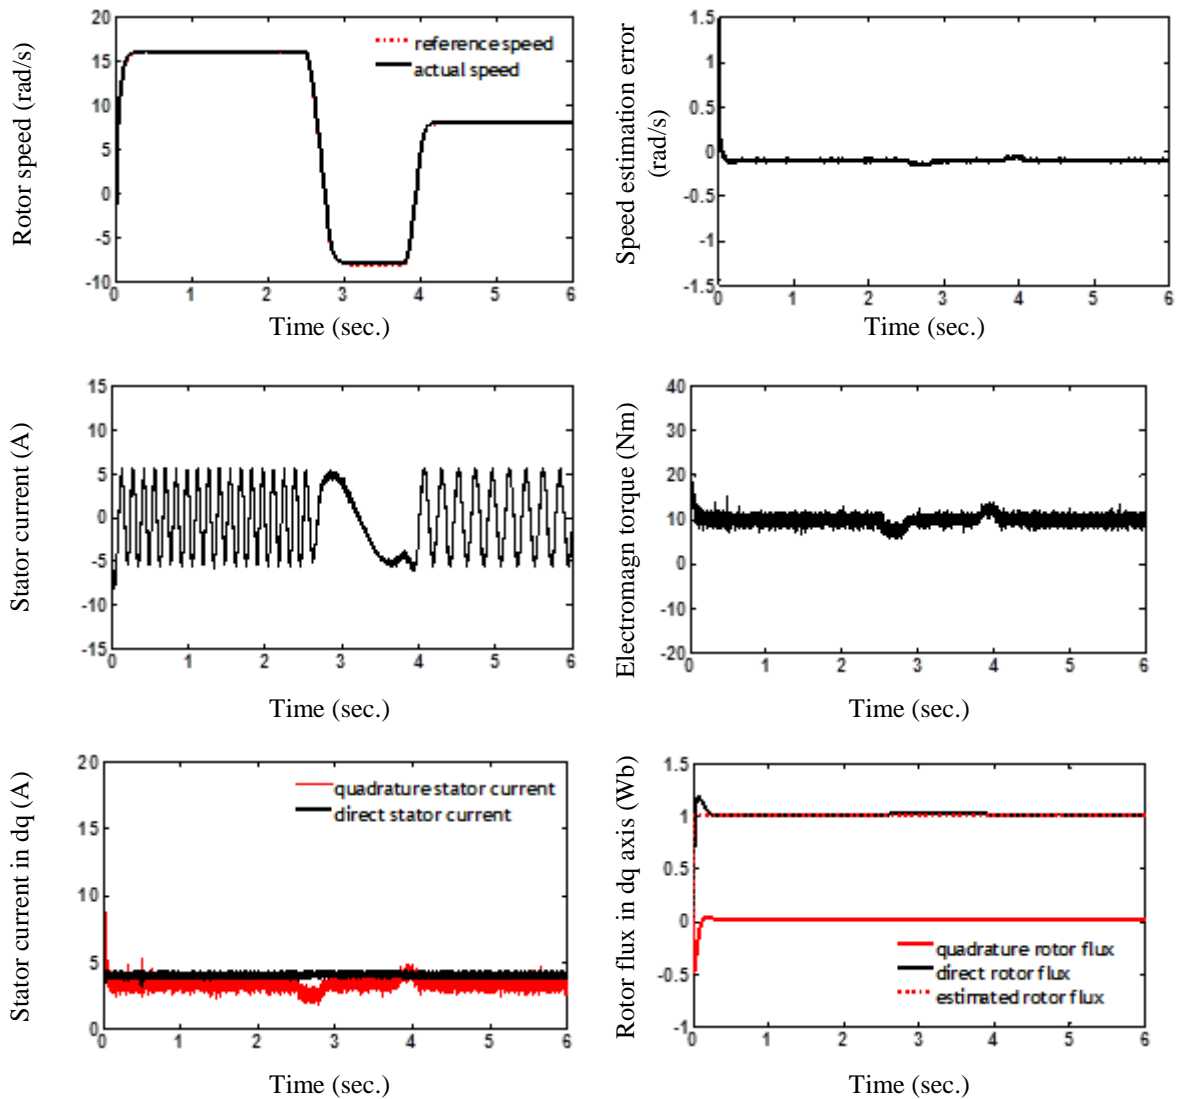 Rotor speed (rad/s)
20
15
10
5
0
-5
-10
reference speed
actual speed
0 1 2 3 4 5 6
Time (sec.)
Speed estimation error
(rad/s)
1.5
1
0.5
0
-0.5
-1
-1.5
0 1 2 3 4 5 6
Time (sec.)
Stator current (A)
15
10
5
0
-5
-10
-15
0 1 2 3 4 5 6
Time (sec.)
Electromagn torque (Nm)
40
30
20
10
0
-10
-20
0 1 2 3 4 5 6
Time (sec.)
Stator current in dq (A)
20
15
10
5
0
quadrature stator current
direct stator current
0 1 2 3 4 5 6
Time (sec.)
Rotor flux in dq axis (Wb)
1.5
1
0.5
0
-0.5
-1
quadrature rotor flux
direct rotor flux
estimated rotor flux
0 1 2 3 4 5 6
Time (sec.)